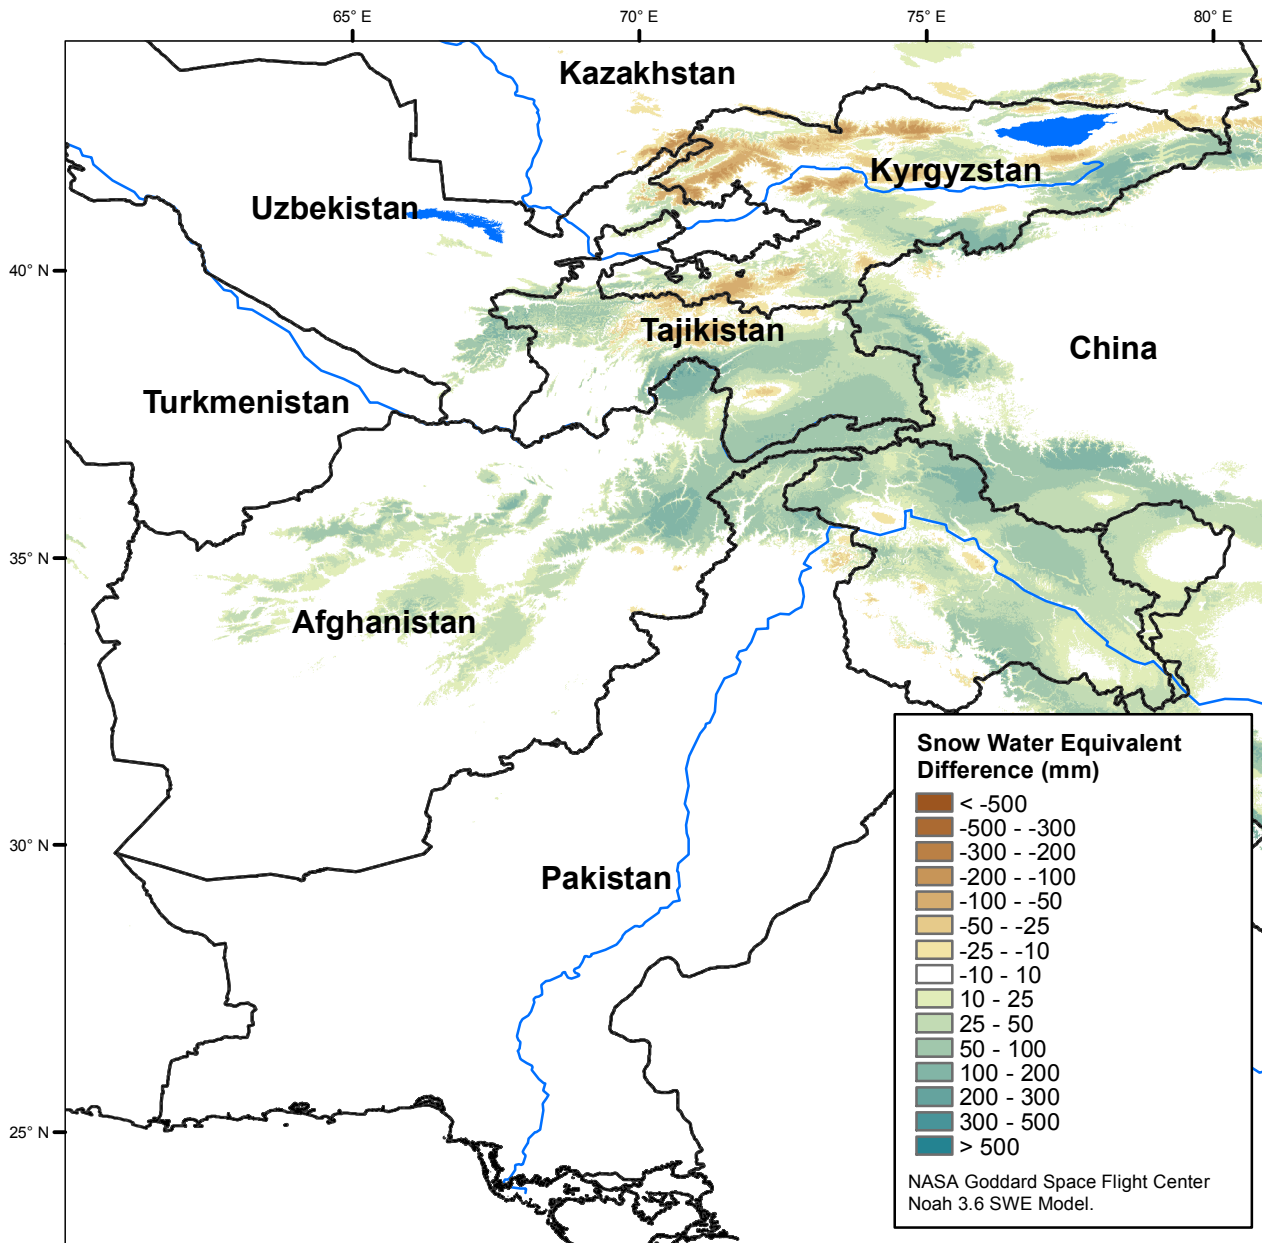 65° E
70° E
75° E
80° E
Kazakhstan
Kyrgyzstan
Uzbekistan
40° N
Tajikistan
China
Turkmenistan
35° N
Afghanistan
Snow Water Equivalent
Difference (mm)
< -500
-500 - -300
-300 - -200
-200 - -100
-100 - -50
-50 - -25
-25 - -10
-10 - 10
10 - 25
25 - 50
50 - 100
100 - 200
200 - 300
300 - 500
> 500
NASA Goddard Space Flight Center
Noah 3.6 SWE Model.
30° N
Pakistan
25° N